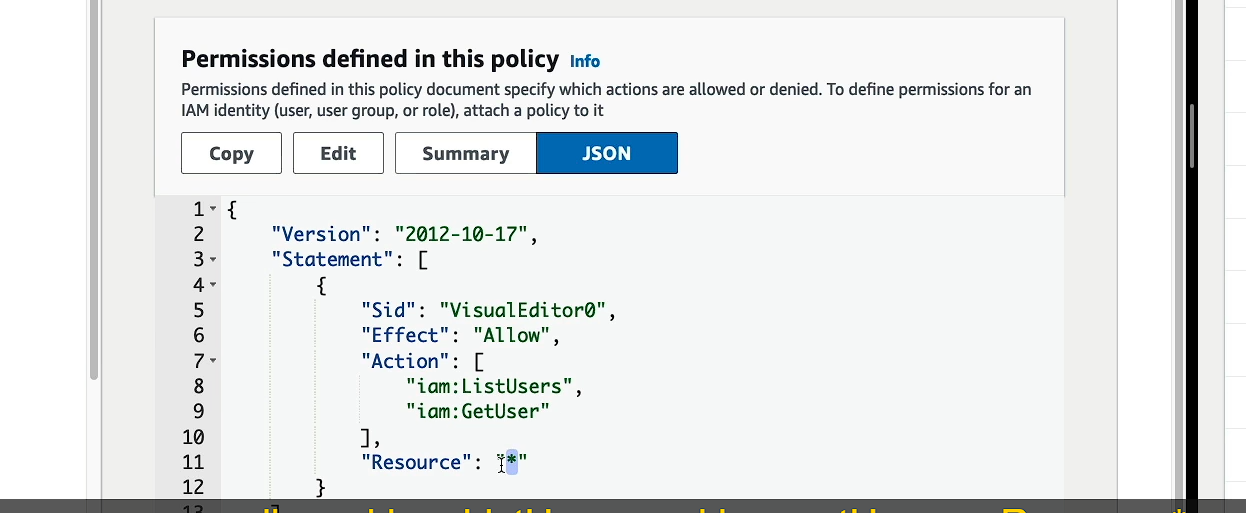 Permissions defined in this policy Info
Permissions defined in this policy document specify which actions are allowed or denied. To define permissions for an
IAM identity (user, user group, or role), attach a policy to it
Copy Edit Summary JSON
1 {
2 "Version": "2012-10-17",
3 "Statement": [
4 {
5 "Sid": "VisualEditor0",
6 "Effect": "Allow",
7 "Action": [
8 "iam:ListUsers",
9 "iam:GetUser"
10 ],
11 "Resource": "*"
12 }